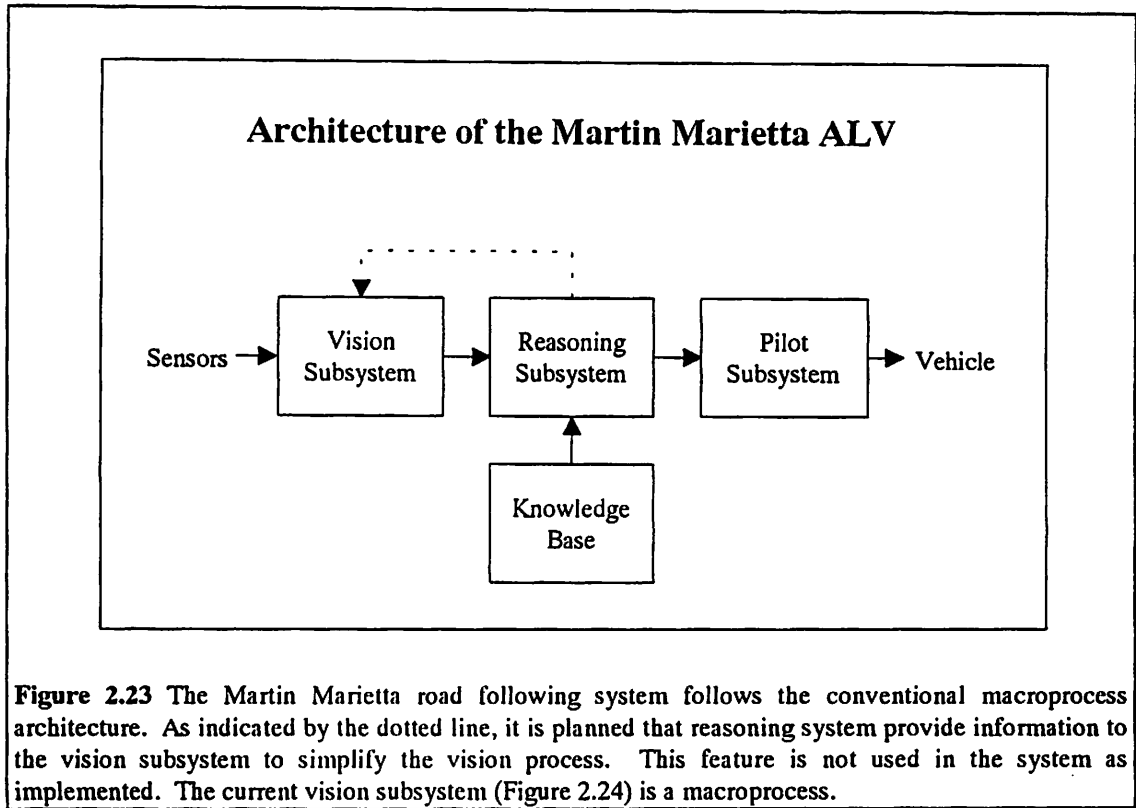 Architecture of the Martin Marietta ALV
Sensors
Vision
Subsystem
Reasoning
Subsystem
Pilot
Subsystem
Vehicle
Knowledge
Base
Figure 2.23 The Martin Marietta road following system follows the conventional macroprocess
architecture. As indicated by the dotted line, it is planned that reasoning system provide information to
the vision subsystem to simplify the vision process. This feature is not used in the system as
implemented. The current vision subsystem (Figure 2.24) is a macroprocess.